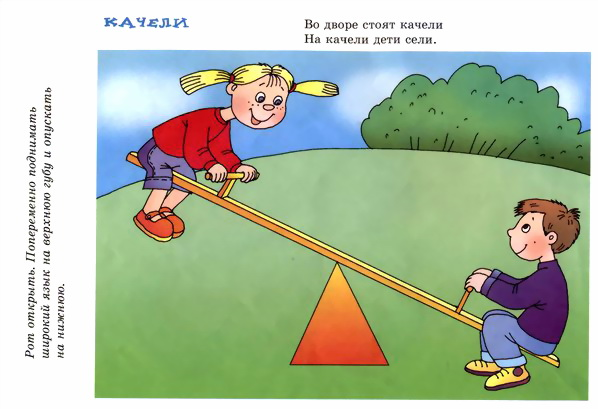 КАЧЕЛИ
Во дворе стоят качели
На качели дети сели.
Рот открыть. Попеременно поднимать
широкий язык на верхнюю губу и опускать
на нижнюю.